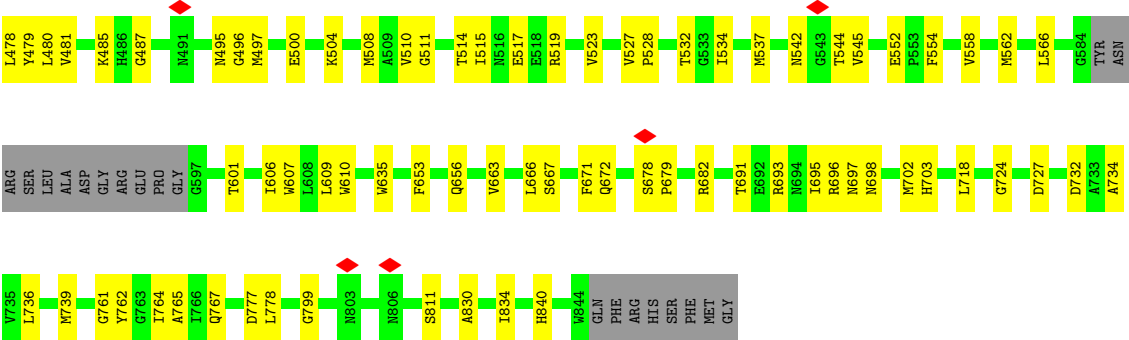 L478 Y479 L480 V481 K485 H486 G487 N491 N495 G496 M497 E500 K504 M508 A509 V510 G511 T514 I515 N516 E517 E518 R519 V523 V527 P528 T532 G533 I534 M537 N542 G543 T544 V545 E552 P553 F554 V558 M562 L566 G584 TYR ASN
ARG SER LEU ALA ASP GLY ARG GLU PRO GLY G597 T601 I606 W607 L608 L609 W610 W635 F653 Q656 V663 L666 S667 F671 Q672 S678 P679 R682 T691 E692 R693 N694 I695 R696 N697 N698 M702 H703 L718 G724 D727 D732 A733 A734
V735 L736 M739 G761 Y762 G763 I764 A765 I766 Q767 D777 L778 G799 N803 N806 S811 A830 I834 H840 W844 GLN PHE ARG HIS SER PHE MET GLY